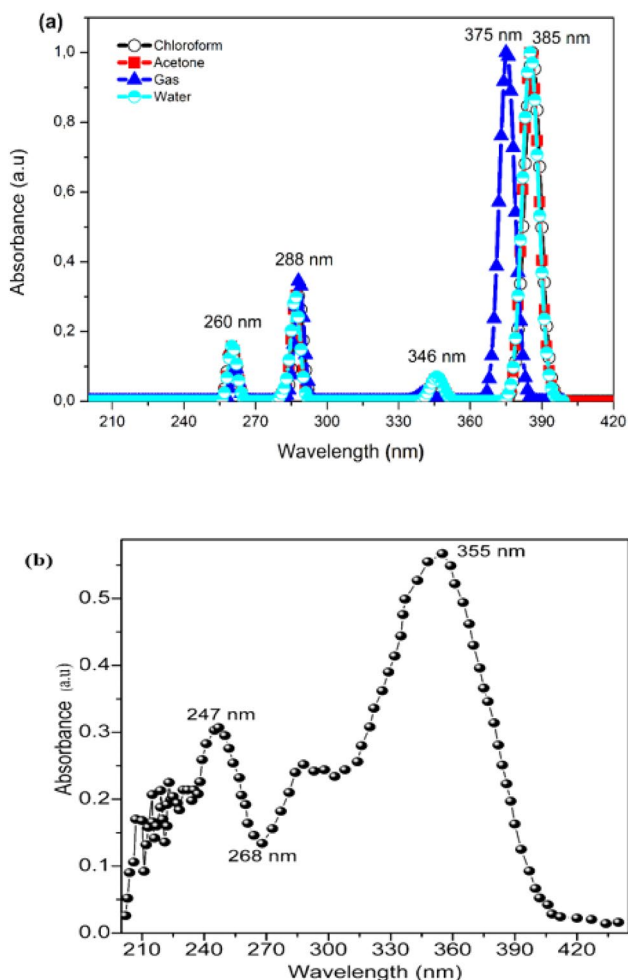 (a)
375 nm
385 nm
Chloroform
Acetone
Gas
Water
1,0
0,8
0,6
0,4
0,2
0,0
288 nm
260 nm
346 nm
Absorbance (a.u)
210 240 270 300 330 360 390 420
Wavelength (nm)
(b)
355 nm
0.5
0.4
0.3
0.2
0.1
0.0
247 nm
268 nm
Absorbance (a.u)
210 240 270 300 330 360 390 420
Wavelength (nm)